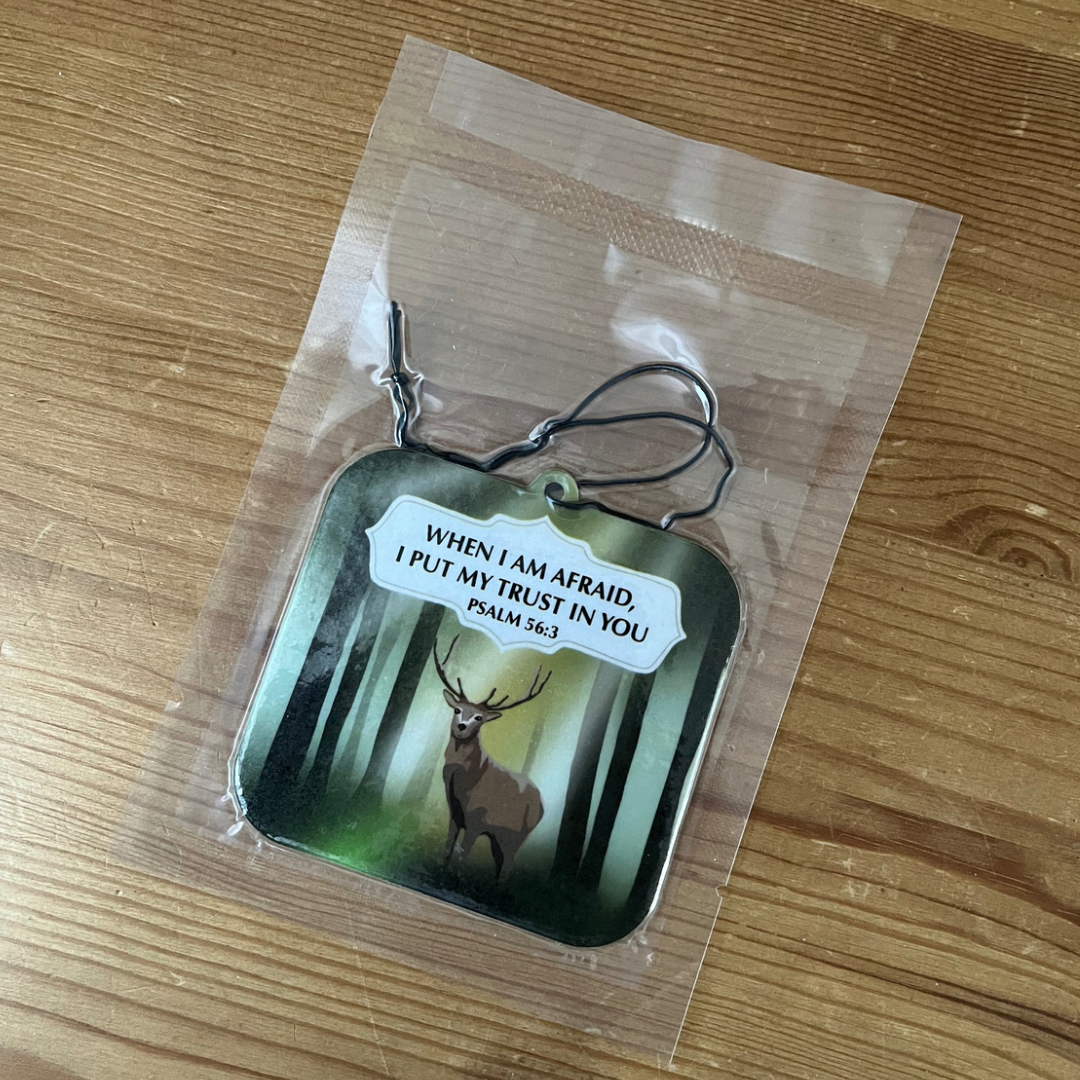 WHEN I AM AFRAID,
I PUT MY TRUST IN YOU
PSALM 56:3